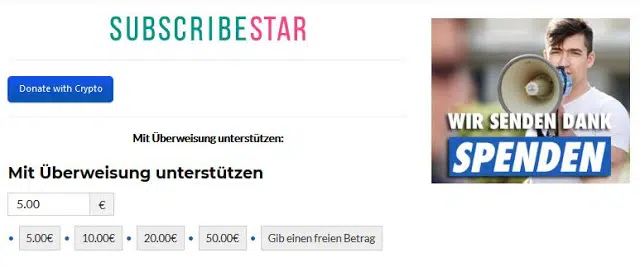 SUBSCRIBESTAR
Donate with Crypto
Mit Überweisung unterstützen:
Mit Überweisung unterstützen
5.00 €
5.00€ 10.00€ 20.00€ 50.00€ Gib einen freien Betrag
WIR SENDEN DANK
SPENDEN